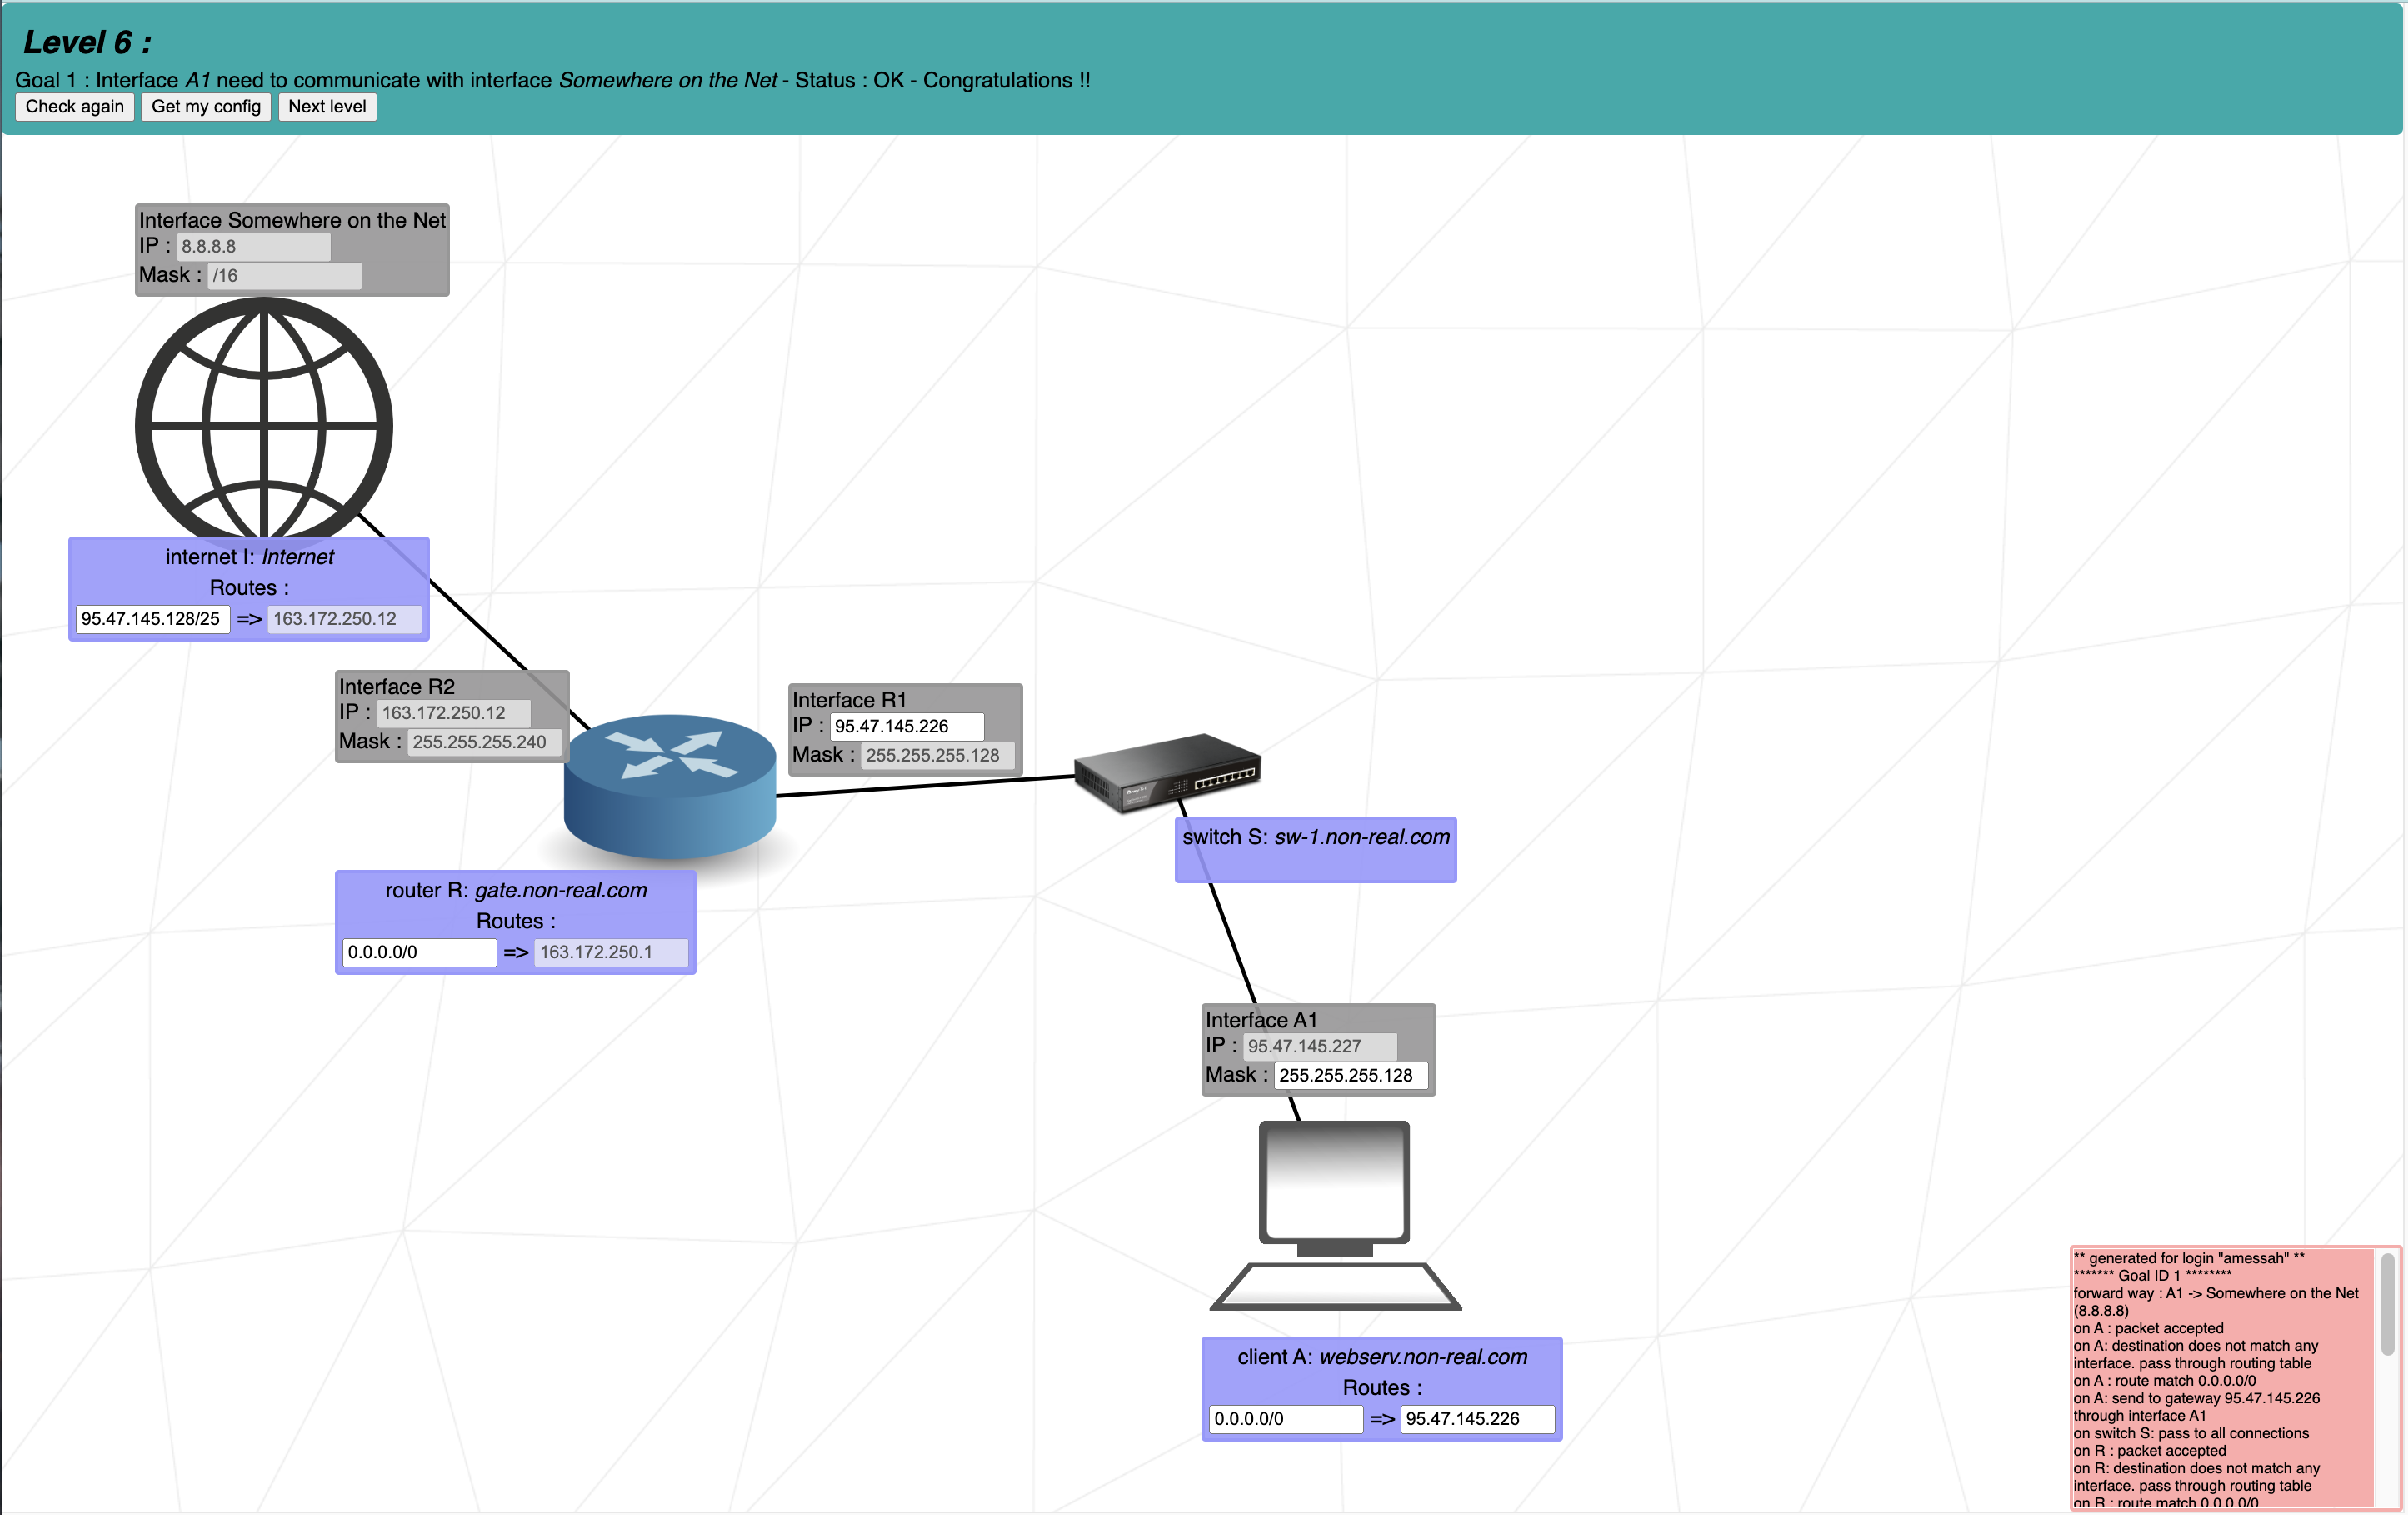 Level 6 :
Goal 1 : Interface A1 need to communicate with interface Somewhere on the Net - Status : OK - Congratulations !!
Check again Get my config Next level
Interface Somewhere on the Net
IP : 8.8.8.8
Mask : /16
internet I: Internet
Routes :
95.47.145.128/25 => 163.172.250.12
Interface R2
IP : 163.172.250.12
Mask : 255.255.255.240
Interface R1
IP : 95.47.145.226
Mask : 255.255.255.128
switch S: sw-1.non-real.com
router R: gate.non-real.com
Routes :
0.0.0.0/0 => 163.172.250.1
Interface A1
IP : 95.47.145.227
Mask : 255.255.255.128
client A: webserv.non-real.com
Routes :
0.0.0.0/0 => 95.47.145.226
** generated for login "amessah" **
******* Goal ID 1 ********
forward way : A1 -> Somewhere on the Net
(8.8.8.8)
on A : packet accepted
on A: destination does not match any
interface. pass through routing table
on A : route match 0.0.0.0/0
on A: send to gateway 95.47.145.226
through interface A1
on switch S: pass to all connections
on R : packet accepted
on R: destination does not match any
interface. pass through routing table
on R : route match 0.0.0.0/0